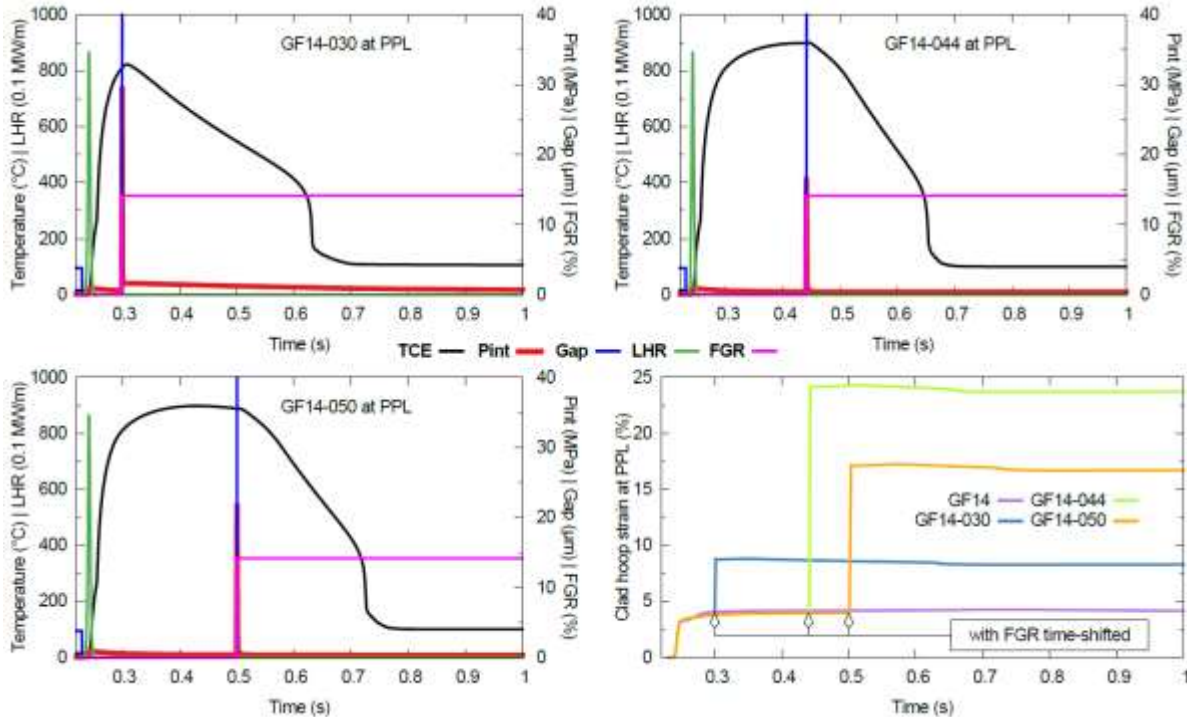 GF14-030 at PPL
Temperature (°C) | LHR (0.1 MW/m)
1000
800
600
400
200
0
0.3 0.4 0.5 0.6 0.7 0.8 0.9 1
Time (s)
40
30
20
10
0
Pint (MPa) | Gap (µm) | FGR (%)
GF14-044 at PPL
Temperature (°C) | LHR (0.1 MW/m)
1000
800
600
400
200
0
0.3 0.4 0.5 0.6 0.7 0.8 0.9 1
Time (s)
40
30
20
10
0
Pint (MPa) | Gap (µm) | FGR (%)
TCE Pint Gap LHR FGR
GF14-050 at PPL
Temperature (°C) | LHR (0.1 MW/m)
1000
800
600
400
200
0
0.3 0.4 0.5 0.6 0.7 0.8 0.9 1
Time (s)
40
30
20
10
0
Pint (MPa) | Gap (µm) | FGR (%)
Clad hoop strain at PPL (%)
25
20
15
10
5
0
GF14 GF14-044
GF14-030 GF14-050
with FGR time-shifted
0.3 0.4 0.5 0.6 0.7 0.8 0.9 1
Time (s)